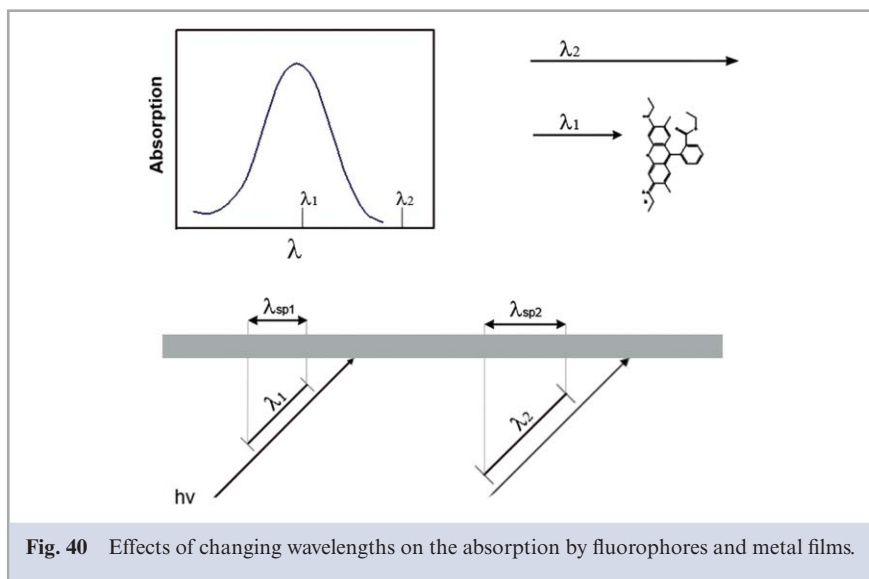 Absorption
λ1
λ2
λ
λ2
λ1
λsp1
λsp2
λ1
λ2
hν
Fig. 40 Effects of changing wavelengths on the absorption by fluorophores and metal films.